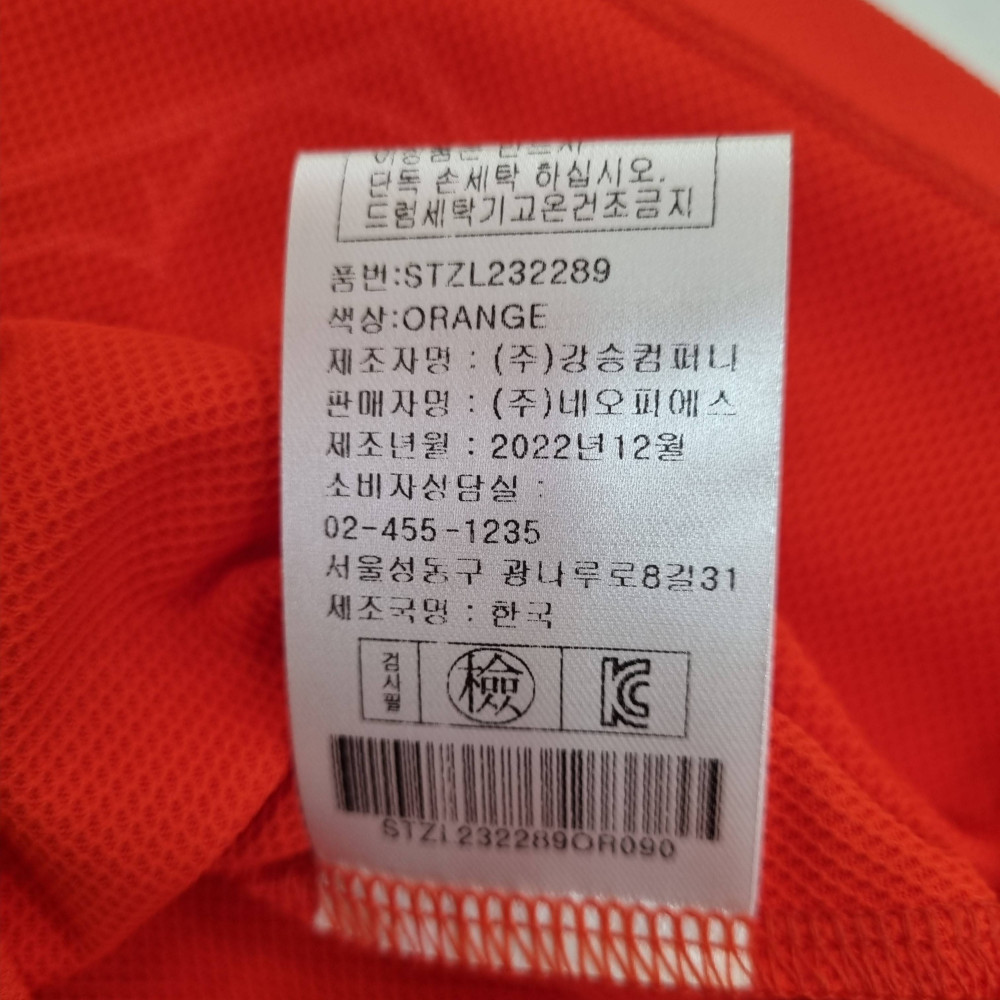 단독 손세탁 하십시오.
드럼세탁기고온건조금지
품번:STZL232289
색상:ORANGE
제조자명 : (주)강승컴퍼니
판매자명 : (주)네오피에스
제조년월 : 2022년12월
소비자상담실 :
02-455-1235
서울성동구 광나루로8길31
제조국명 : 한국
검사필
檢
KC
STZL232289OR090